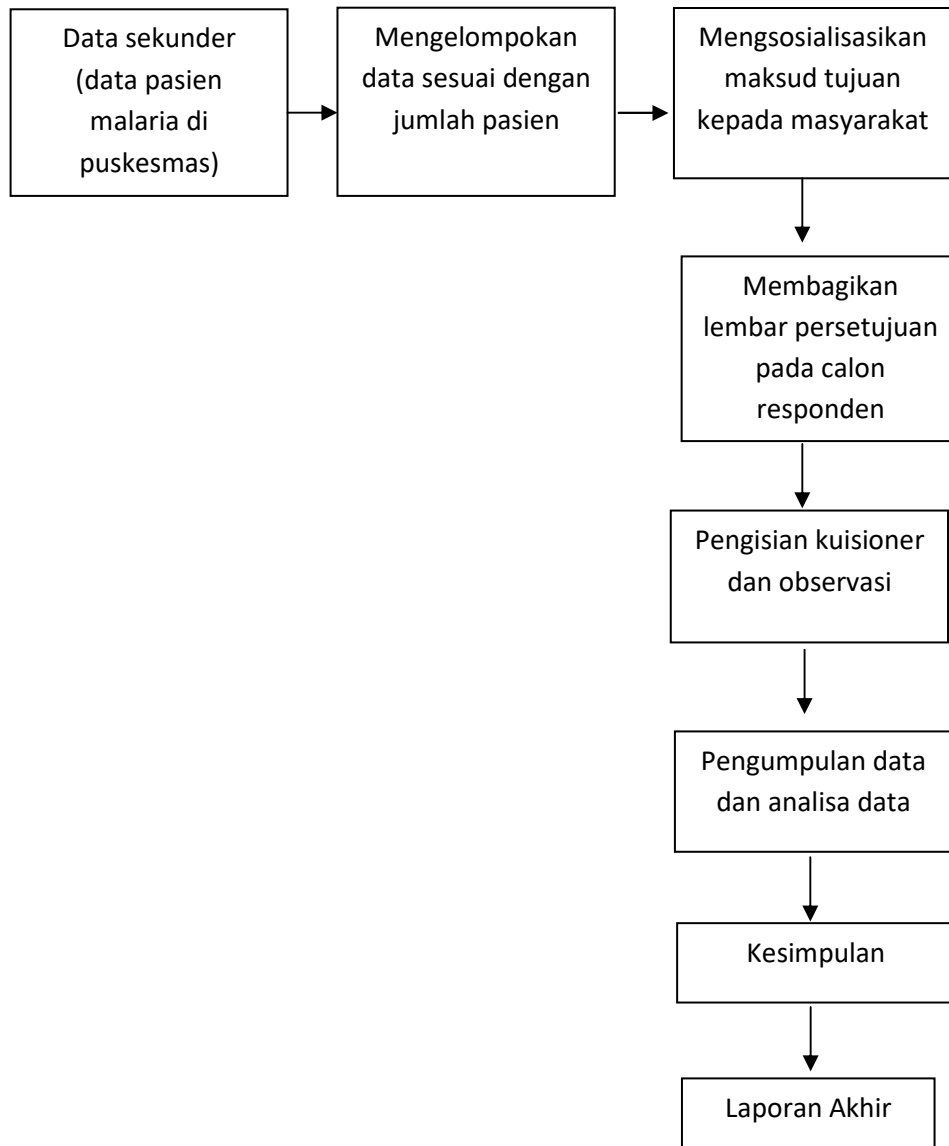 Data sekunder
(data pasien
malaria di
puskesmas)
Mengelompokan
data sesuai dengan
jumlah pasien
Mengsosialisasikan
maksud tujuan
kepada masyarakat
Membagikan
lembar persetujuan
pada calon
responden
Pengisian kuisioner
dan observasi
Pengumpulan data
dan analisa data
Kesimpulan
Laporan Akhir